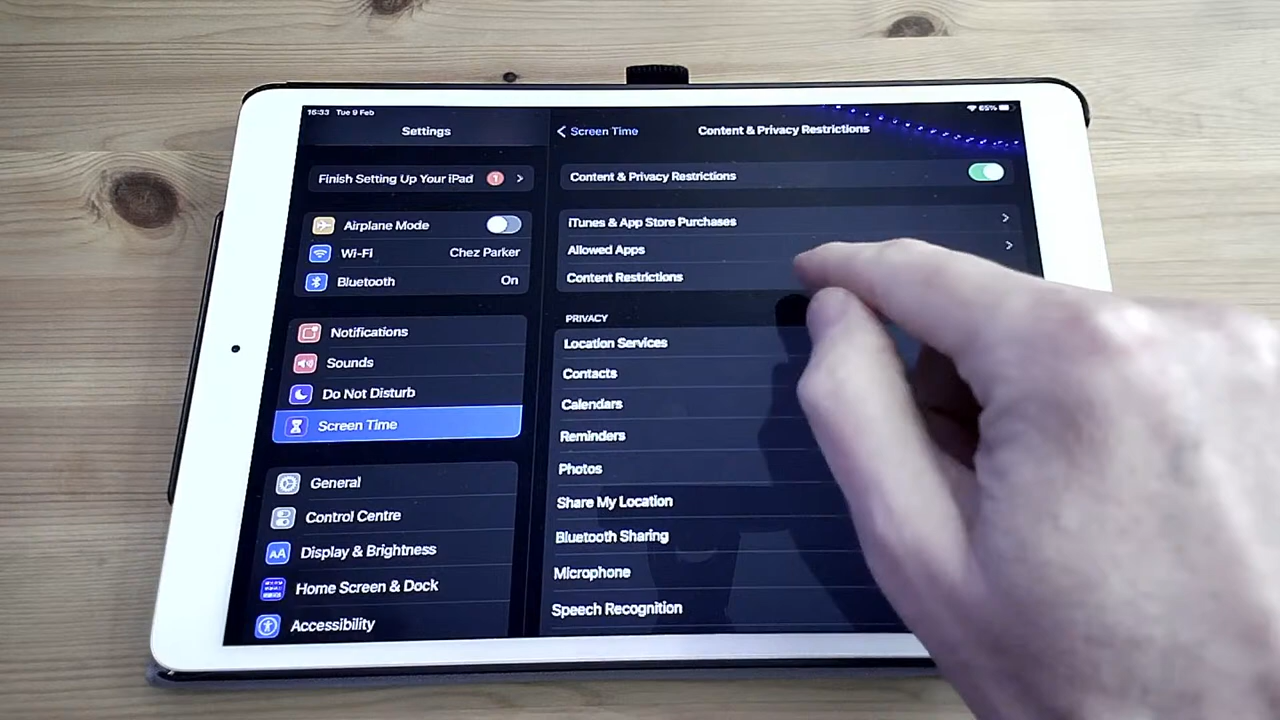 16:33 Tue 9 Feb
65%
Settings
Finish Setting Up Your iPad 1
Airplane Mode
Wi-Fi Chez Parker
Bluetooth On
Notifications
Sounds
Do Not Disturb
Screen Time
General
Control Centre
AA Display & Brightness
Home Screen & Dock
Accessibility
Screen Time
Content & Privacy Restrictions
Content & Privacy Restrictions
iTunes & App Store Purchases
Allowed Apps
Content Restrictions
PRIVACY
Location Services
Contacts
Calendars
Reminders
Photos
Share My Location
Bluetooth Sharing
Microphone
Speech Recognition